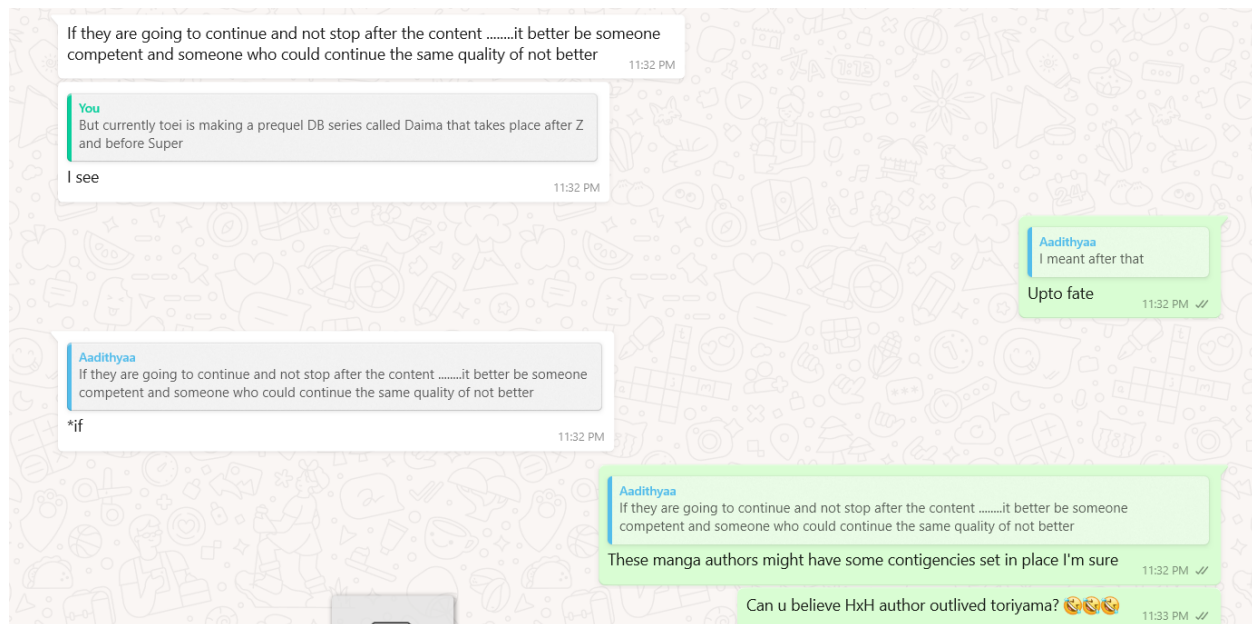 If they are going to continue and not stop after the content ........it better be someone
competent and someone who could continue the same quality of not better
11:32 PM
You
But currently toei is making a prequel DB series called Daima that takes place after Z
and before Super
I see
11:32 PM
Aadithyaa
I meant after that
Upto fate
11:32 PM
Aadithyaa
If they are going to continue and not stop after the content ........it better be someone
competent and someone who could continue the same quality of not better
*if
11:32 PM
Aadithyaa
If they are going to continue and not stop after the content ........it better be someone
competent and someone who could continue the same quality of not better
These manga authors might have some contigencies set in place I'm sure
11:32 PM
Can u believe HxH author outlived toriyama? 🤣🤣🤣
11:33 PM